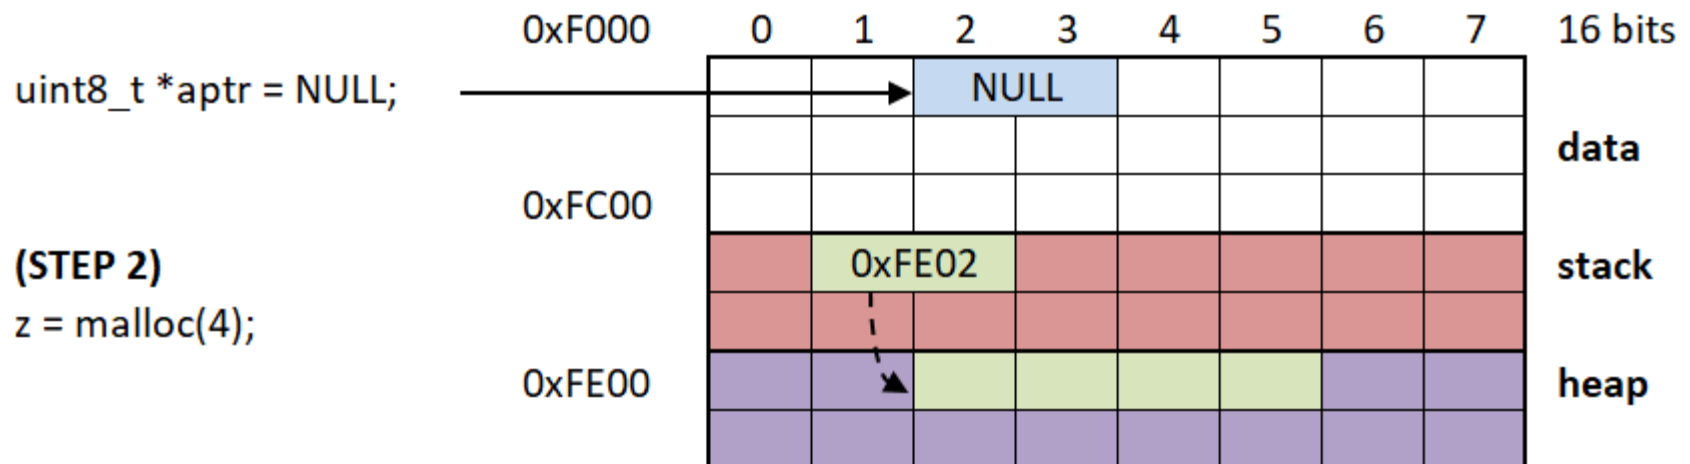 0xF000 0 1 2 3 4 5 6 7 16 bits
uint8_t *aptr = NULL; NULL
data
0xFC00
(STEP 2) 0xFE02 stack
z = malloc(4);
0xFE00 heap